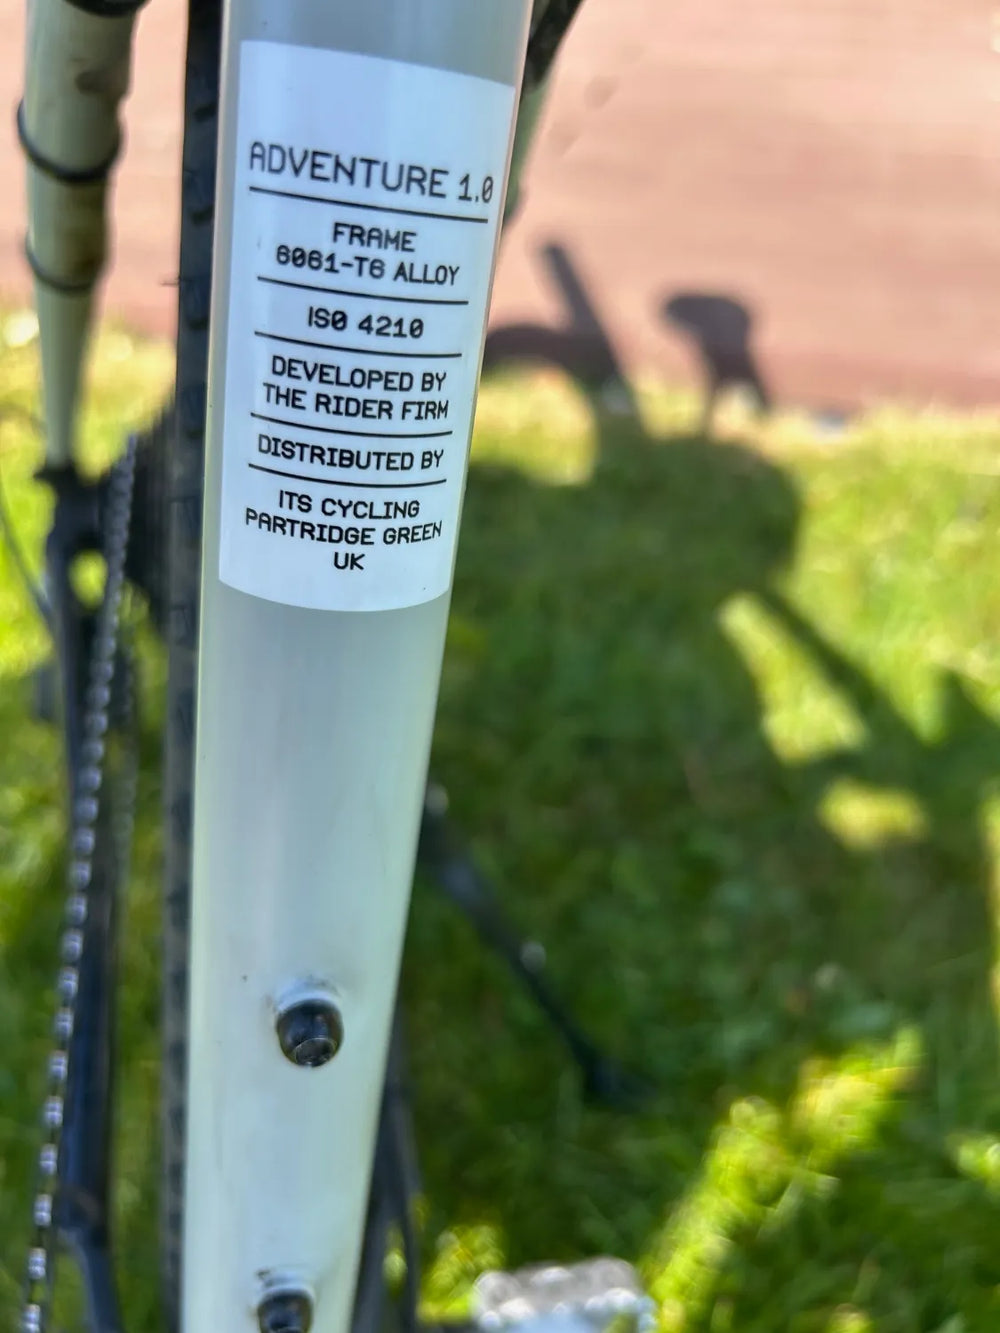 ADVENTURE 1.0
FRAME
6061-T6 ALLOY
ISO 4210
DEVELOPED BY
THE RIDER FIRM
DISTRIBUTED BY
ITS CYCLING
PARTRIDGE GREEN
UK